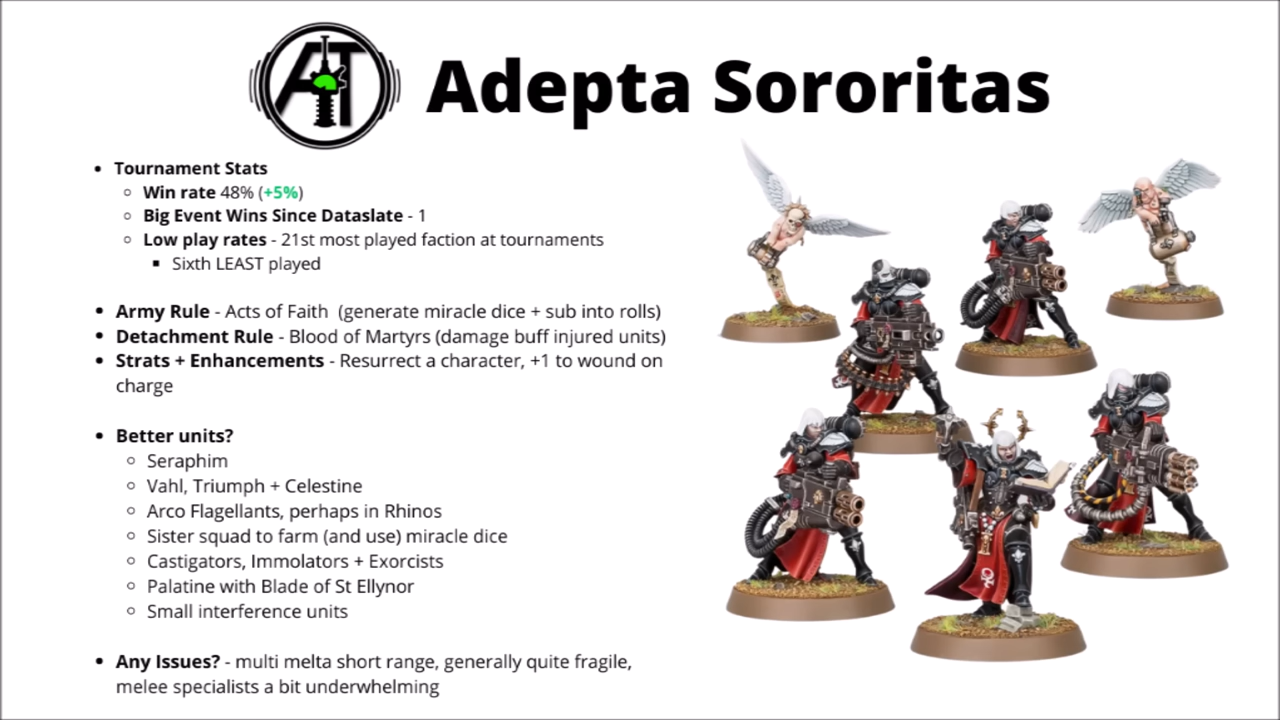 AT
Adepta Sororitas
• Tournament Stats
○ Win rate 48% (+5%)
○ Big Event Wins Since Dataslate - 1
○ Low play rates - 21st most played faction at tournaments
▪ Sixth LEAST played
• Army Rule - Acts of Faith (generate miracle dice + sub into rolls)
• Detachment Rule - Blood of Martyrs (damage buff injured units)
• Strats + Enhancements - Resurrect a character, +1 to wound on
charge
• Better units?
○ Seraphim
○ Vahl, Triumph + Celestine
○ Arco Flagellants, perhaps in Rhinos
○ Sister squad to farm (and use) miracle dice
○ Castigators, Immolators + Exorcists
○ Palatine with Blade of St Ellynor
○ Small interference units
• Any Issues? - multi melta short range, generally quite fragile,
melee specialists a bit underwhelming